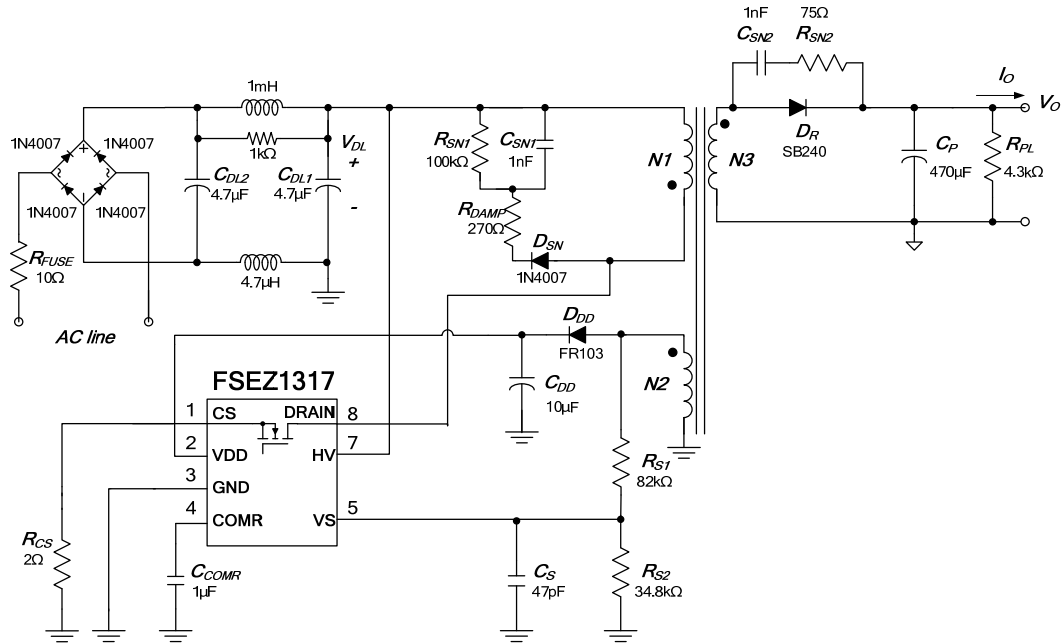 1nF
75Ω
CSN2
RSN2
IO
VO
1mH
1N4007
1N4007
1kΩ
VDL
+
-
CDL2
4.7µF
CDL1
4.7µF
RSN1
100kΩ
CSN1
1nF
N1
N3
DR
SB240
CP
470µF
RPL
4.3kΩ
+
-
1N4007
1N4007
RDAMP
270Ω
DSN
1N4007
RFUSE
10Ω
4.7µH
AC line
DDD
FR103
N2
CDD
10µF
FSEZ1317
1
CS
DRAIN
8
2
VDD
HV
7
3
GND
4
COMR
VS
5
RS1
82kΩ
RCS
2Ω
CCOMR
1µF
CS
47pF
RS2
34.8kΩ